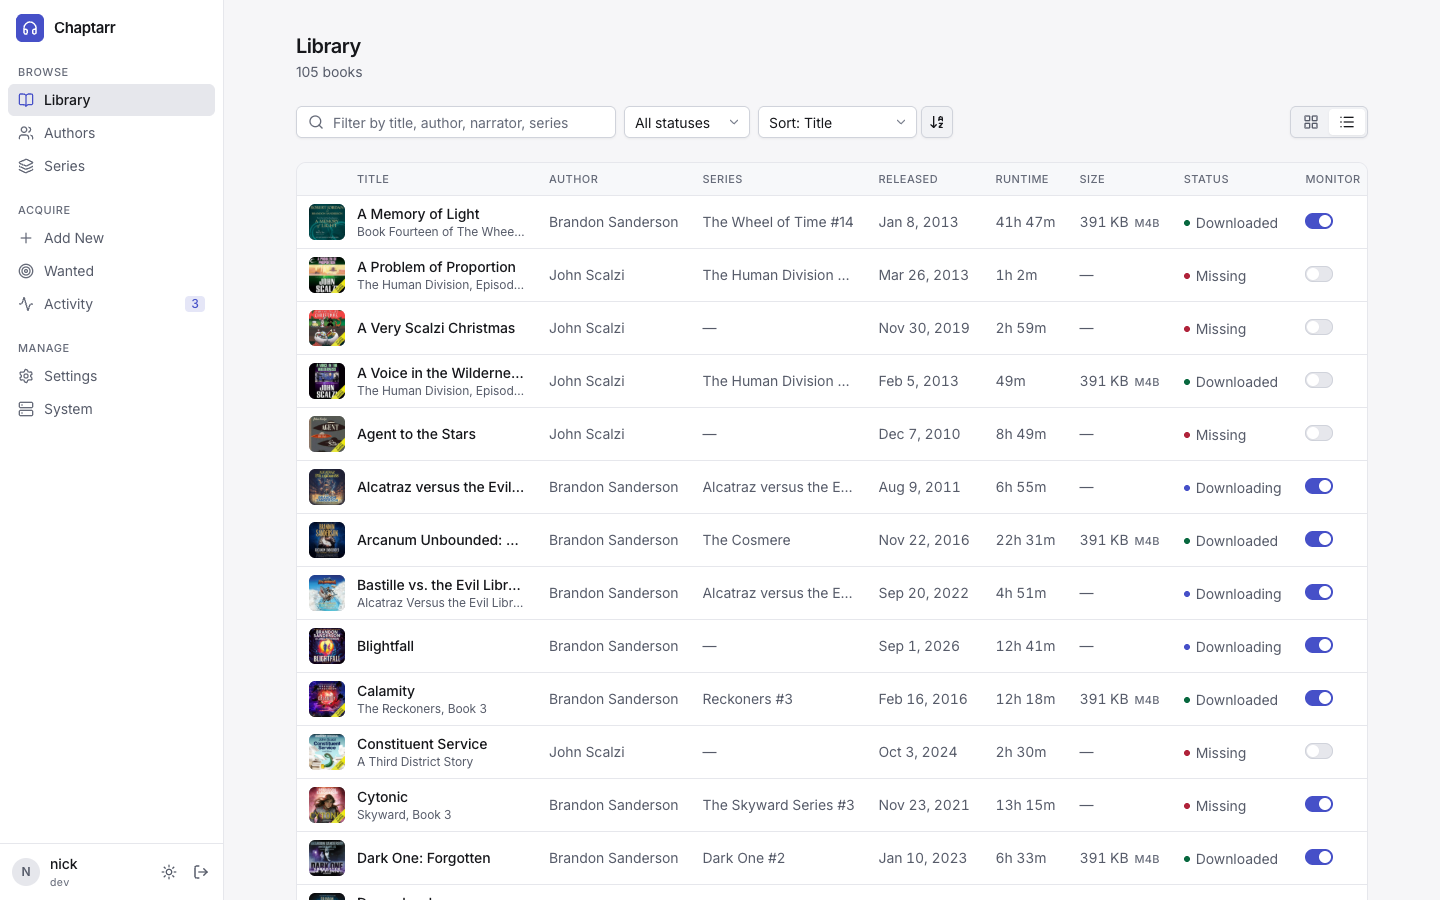 Chaptarr
BROWSE
Library
Authors
Series
ACQUIRE
Add New
Wanted
Activity 3
MANAGE
Settings
System
N nick
dev
Library
105 books
Filter by title, author, narrator, series All statuses Sort: Title
TITLE AUTHOR SERIES RELEASED RUNTIME SIZE STATUS MONITOR
A Memory of Light Brandon Sanderson The Wheel of Time #14 Jan 8, 2013 41h 47m 391 KB M4B Downloaded
Book Fourteen of The Whee...
A Problem of Proportion John Scalzi The Human Division ... Mar 26, 2013 1h 2m — Missing
The Human Division, Episod...
A Very Scalzi Christmas John Scalzi — Nov 30, 2019 2h 59m — Missing
A Voice in the Wilderne... John Scalzi The Human Division ... Feb 5, 2013 49m 391 KB M4B Downloaded
The Human Division, Episod...
Agent to the Stars John Scalzi — Dec 7, 2010 8h 49m — Missing
Alcatraz versus the Evil... Brandon Sanderson Alcatraz versus the E... Aug 9, 2011 6h 55m — Downloading
Arcanum Unbounded: ... Brandon Sanderson The Cosmere Nov 22, 2016 22h 31m 391 KB M4B Downloaded
Bastille vs. the Evil Libr... Brandon Sanderson Alcatraz versus the E... Sep 20, 2022 4h 51m — Downloading
Alcatraz Versus the Evil Libr...
Blightfall Brandon Sanderson — Sep 1, 2026 12h 41m — Downloading
Calamity Brandon Sanderson Reckoners #3 Feb 16, 2016 12h 18m 391 KB M4B Downloaded
The Reckoners, Book 3
Constituent Service John Scalzi — Oct 3, 2024 2h 30m — Missing
A Third District Story
Cytonic Brandon Sanderson The Skyward Series #3 Nov 23, 2021 13h 15m — Missing
Skyward, Book 3
Dark One: Forgotten Brandon Sanderson Dark One #2 Jan 10, 2023 6h 33m 391 KB M4B Downloaded